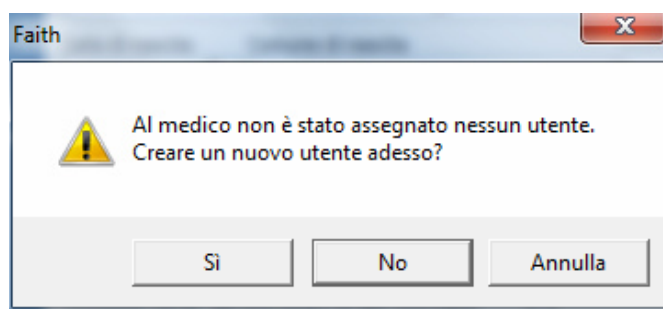 Faith
Al medico non è stato assegnato nessun utente.
Creare un nuovo utente adesso?
Sì
No
Annulla